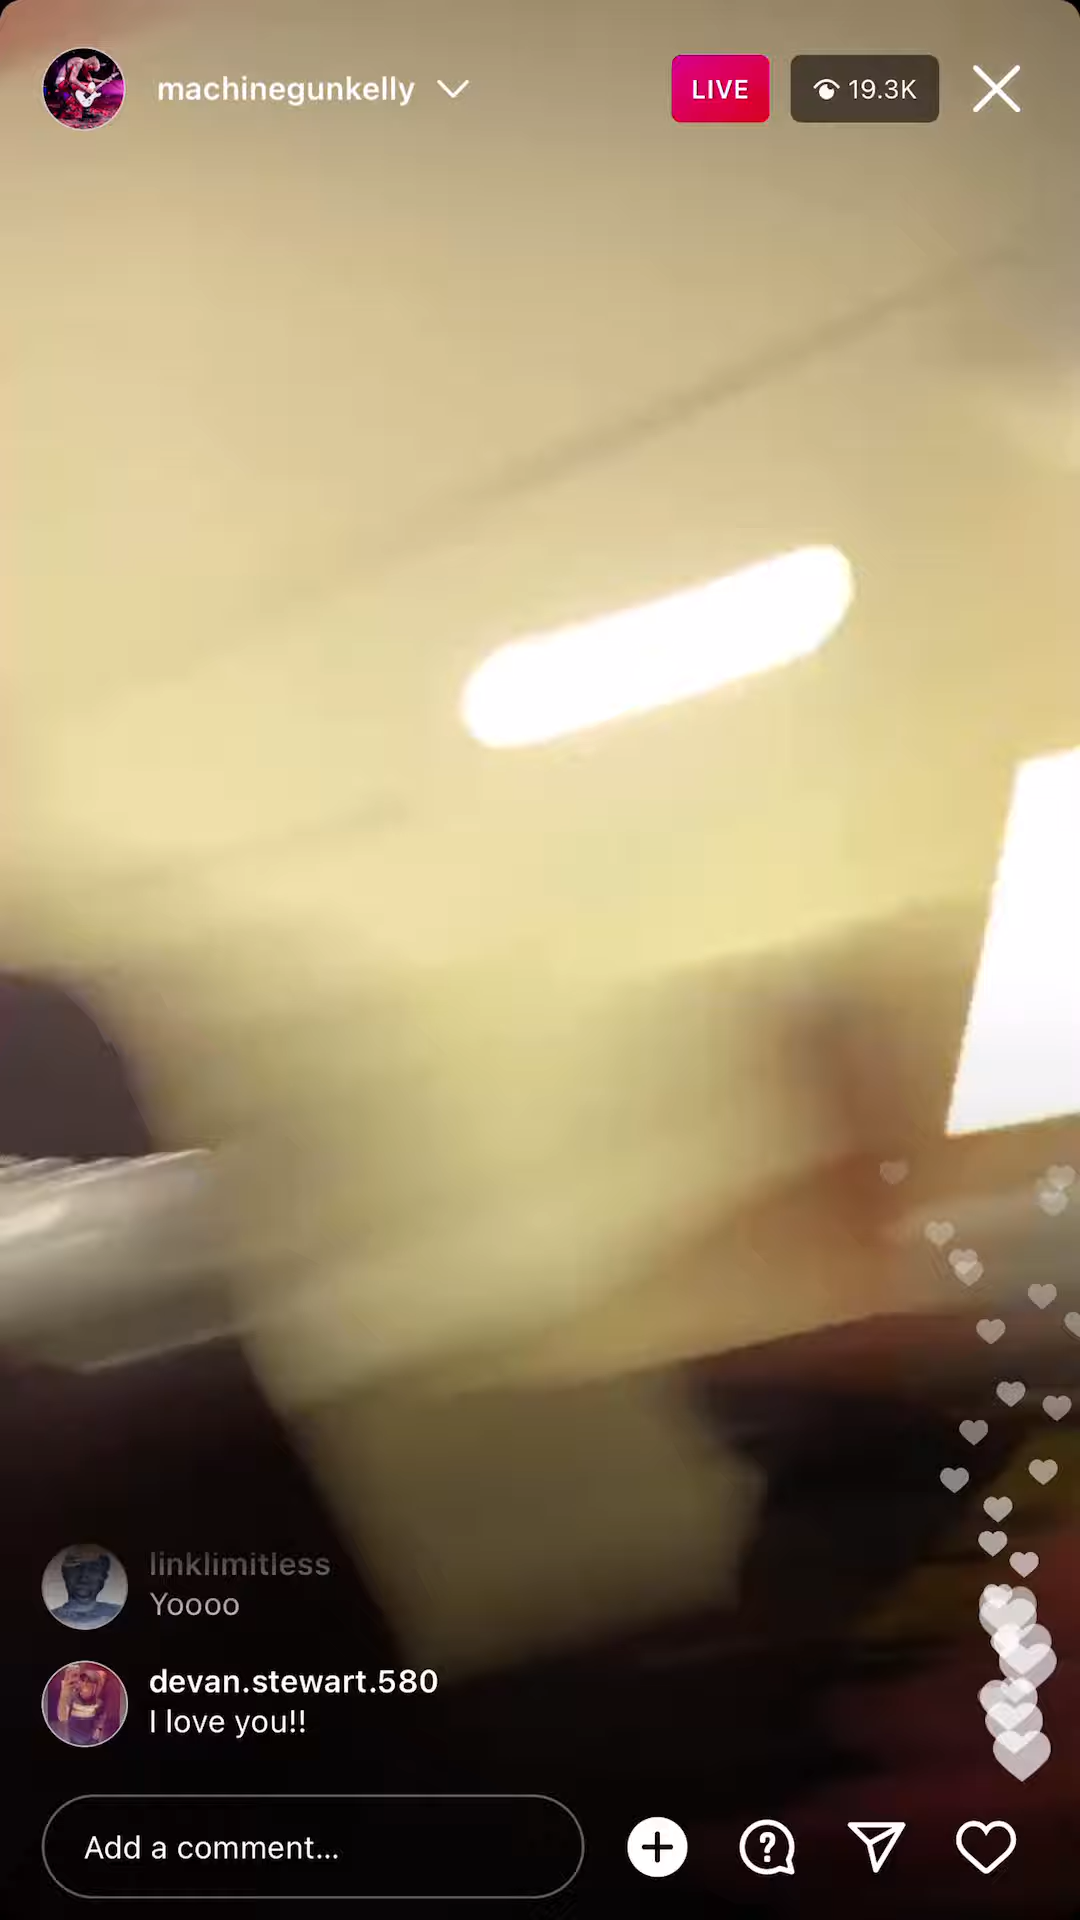 machinegunkelly
LIVE
19.3K
linklimitless
Yoooo
devan.stewart.580
I love you!!
Add a comment...